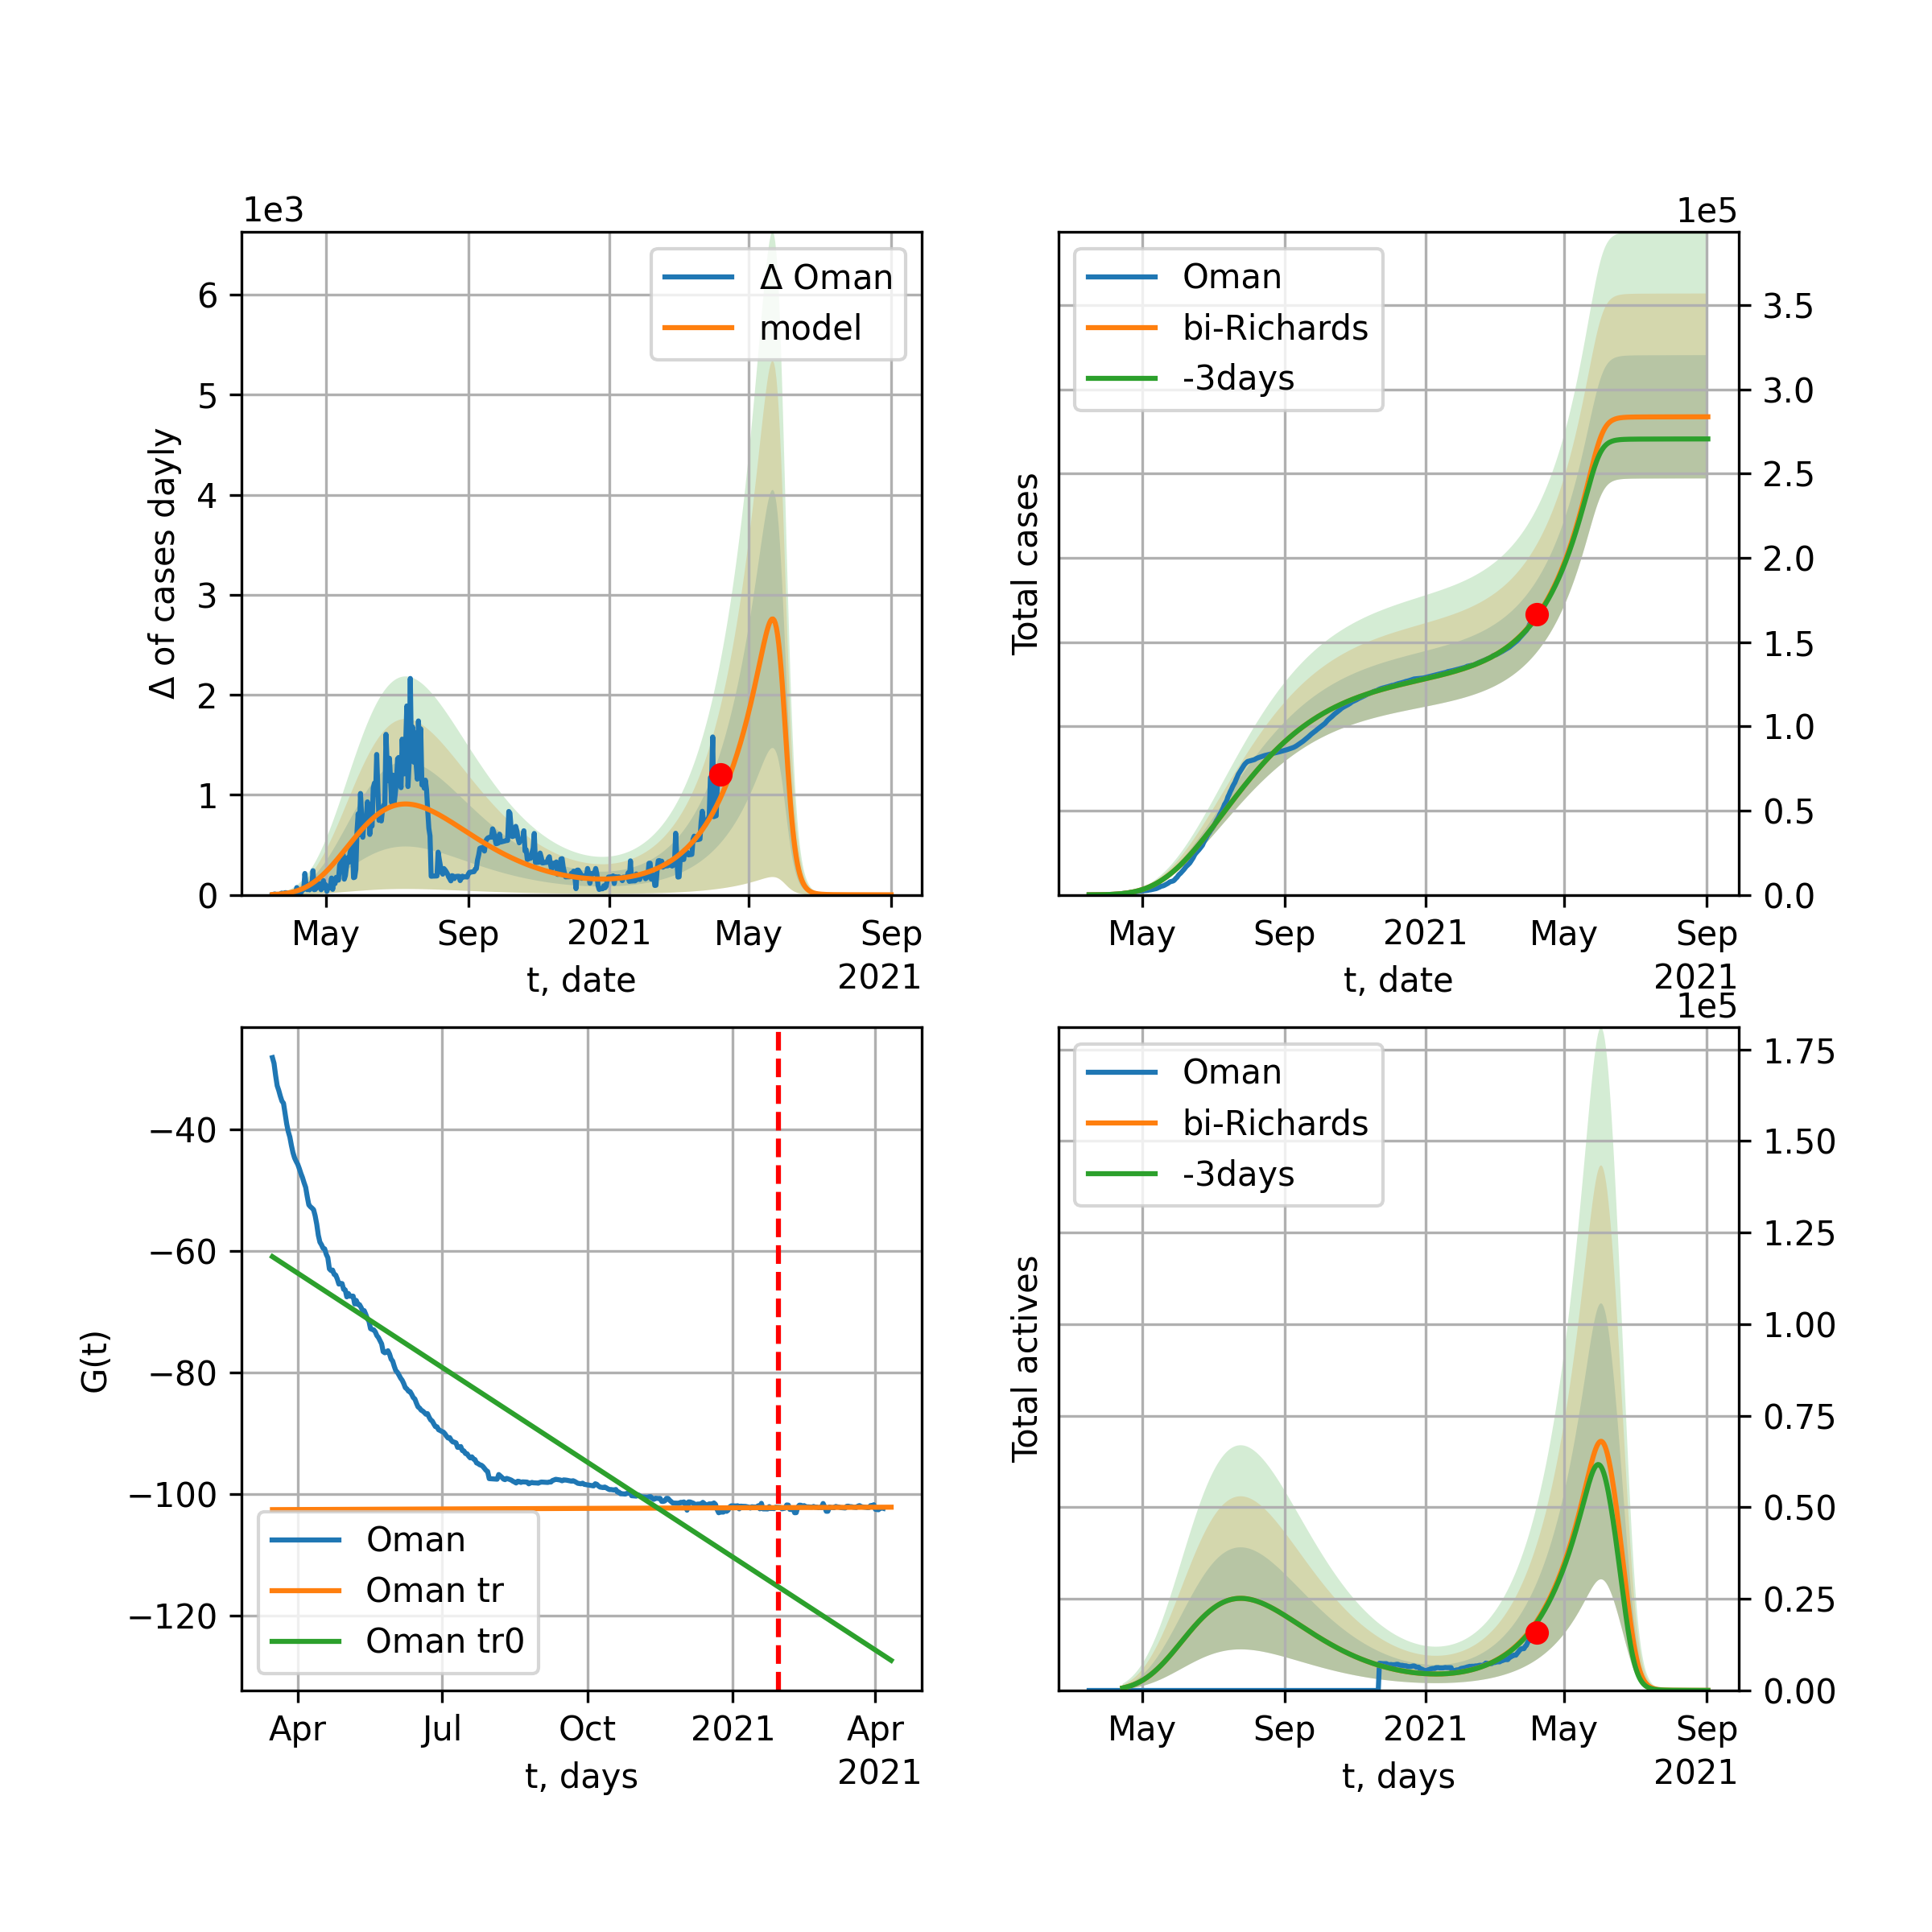 1e3
Δ of cases dayly
6
5
4
3
2
1
0
Δ Oman
model
May Sep 2021 May Sep
2021
t, date
1e5
Total cases
Oman
bi-Richards
-3days
3.5
3.0
2.5
2.0
1.5
1.0
0.5
0.0
May Sep 2021 May Sep
2021
t, date
G(t)
−40
−60
−80
−100
−120
Oman
Oman tr
Oman tr0
Apr Jul Oct 2021 Apr
2021
t, days
1e5
Total actives
Oman
bi-Richards
-3days
1.75
1.50
1.25
1.00
0.75
0.50
0.25
0.00
May Sep 2021 May Sep
2021
t, days